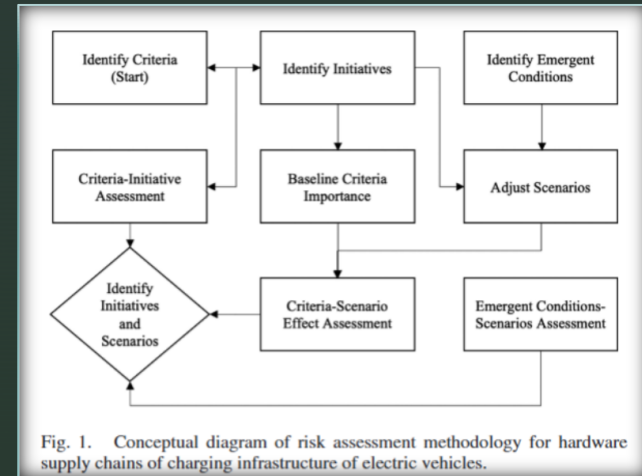 Identify Criteria
(Start)
Identify Initiatives
Identify Emergent
Conditions
Criteria-Initiative
Assessment
Baseline Criteria
Importance
Adjust Scenarios
Identify
Initiatives
and
Scenarios
Criteria-Scenario
Effect Assessment
Emergent Conditions-
Scenarios Assessment
Fig. 1. Conceptual diagram of risk assessment methodology for hardware
supply chains of charging infrastructure of electric vehicles.